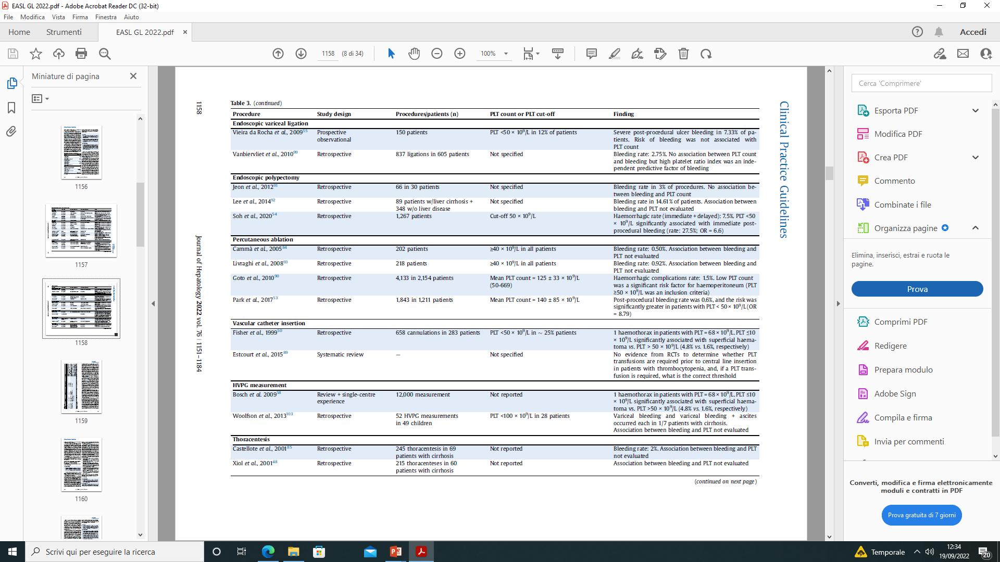 EASL GL 2022.pdf - Adobe Acrobat Reader DC (32-bit)
File Modifica Vista Firma Finestra Aiuto
Home Strumenti EASL GL 2022.pdf × Accedi
1158 (8 di 34) 100%
Miniature di pagina
1156
1157
1158
1159
1160
1158
Journal of Hepatology 2022 vol. 76 | 1151–1184
Clinical Practice Guidelines
Table 3. (continued)
Procedure Study design Procedures/patients (n) PLT count or PLT cut-off Finding
Endoscopic variceal ligation
Vieira da Rocha et al., 2009⁵⁵ Prospective 150 patients PLT <50 × 10⁹/L in 12% of patients Severe post-procedural ulcer bleeding in 7.33% of pa-
observational tients. Risk of bleeding was not associated with
PLT count
Vanbiervliet et al., 2010⁹⁹ Retrospective 837 ligations in 605 patients Not specified Bleeding rate: 2.75%. No association between PLT count
and bleeding but high platelet ratio index was an inde-
pendent predictive factor of bleeding
Endoscopic polypectomy
Jeon et al., 2012⁹¹ Retrospective 66 in 30 patients Not specified Bleeding rate in 3% of procedures. No association be-
tween bleeding and PLT count
Lee et al., 2014⁹² Retrospective 89 patients w/liver cirrhosis + Not specified Bleeding rate in 14.61% of patients. Association between
348 w/o liver disease bleeding and PLT not evaluated
Soh et al., 2020⁵⁴ Retrospective 1,267 patients Cut-off 50 × 10⁹/L Haemorrhagic rate (immediate + delayed): 7.5%. PLT <50
× 10⁹/L significantly associated with immediate post-
procedural bleeding (rate: 27.5%; OR = 6.6)
Percutaneous ablation
Cammà et al., 2005⁸⁴ Retrospective 202 patients ≥40 × 10⁹/L in all patients Bleeding rate: 0.50%. Association between bleeding and
PLT not evaluated
Livraghi et al., 2008⁹³ Retrospective 218 patients ≥40 × 10⁹/L in all patients Bleeding rate: 0.92%. Association between bleeding and
PLT not evaluated
Goto et al., 2010⁹⁰ Retrospective 4,133 in 2,154 patients Mean PLT count = 125 ± 33 × 10⁹/L Haemorrhagic complications rate: 1.5%. Low PLT count
(50-669) was a significant risk factor for haemoperitoneum (PLT
≥50 × 10⁹/L was an inclusion criteria)
Park et al., 2017⁵³ Retrospective 1,843 in 1,211 patients Mean PLT count = 140 ± 85 × 10⁹/L Post-procedural bleeding rate was 0.6%, and the risk was
significantly greater in patients with PLT < 50 × 10⁹/L (OR
= 8.79)
Vascular catheter insertion
Fisher et al., 1999⁵⁰ Retrospective 658 cannulations in 283 patients PLT <50 × 10⁹/L in ~ 25% patients 1 haemothorax in patients with PLT = 68 × 10⁹/L. PLT ≤10
× 10⁹/L significantly associated with superficial haema-
toma vs. PLT > 50 × 10⁹/L (4.8% vs. 1.6%, respectively)
Estcourt et al., 2015⁸⁹ Systematic review — Not specified No evidence from RCTs to determine whether PLT
transfusions are required prior to central line insertion
in patients with thrombocytopenia, and, if a PLT trans-
fusion is required, what is the correct threshold
HVPG measurement
Bosch et al. 2009⁵⁸ Review + single-centre 12,000 measurement Not reported 1 haemothorax in patients with PLT = 68 × 10⁹/L. PLT ≤10
experience × 10⁹/L significantly associated with superficial haema-
toma vs. PLT >50 × 10⁹/L (4.8% vs. 1.6%, respectively)
Woolfson et al., 2013¹⁰³ Retrospective 52 HVPG measurements PLT <100 × 10⁹/L in 28 patients Variceal bleeding and variceal bleeding + ascites
in 49 children occurred each in 1/7 patients with cirrhosis.
Association between bleeding and PLT not evaluated
Thoracentesis
Castellote et al., 2001⁸⁵ Retrospective 245 thoracentesis in 69 Not reported Bleeding rate: 2%. Association between bleeding and PLT
patients with cirrhosis not evaluated
Xiol et al., 2001⁴⁸ Retrospective 215 thoracenteses in 60 Not reported Association between bleeding and PLT not evaluated
patients with cirrhosis
(continued on next page)
Cerca 'Comprimere'
Esporta PDF
Modifica PDF
Crea PDF
Commento
Combinate i file
Organizza pagine
Elimina, inserisci, estrai e ruota le
pagine.
Prova
Comprimi PDF
Redigere
Prepara modulo
Adobe Sign
Compila e firma
Invia per commenti
Converti, modifica e firma elettronicamente
moduli e contratti in PDF
Prova gratuita di 7 giorni
Scrivi qui per eseguire la ricerca
Temporale
12:34
19/09/2022
20